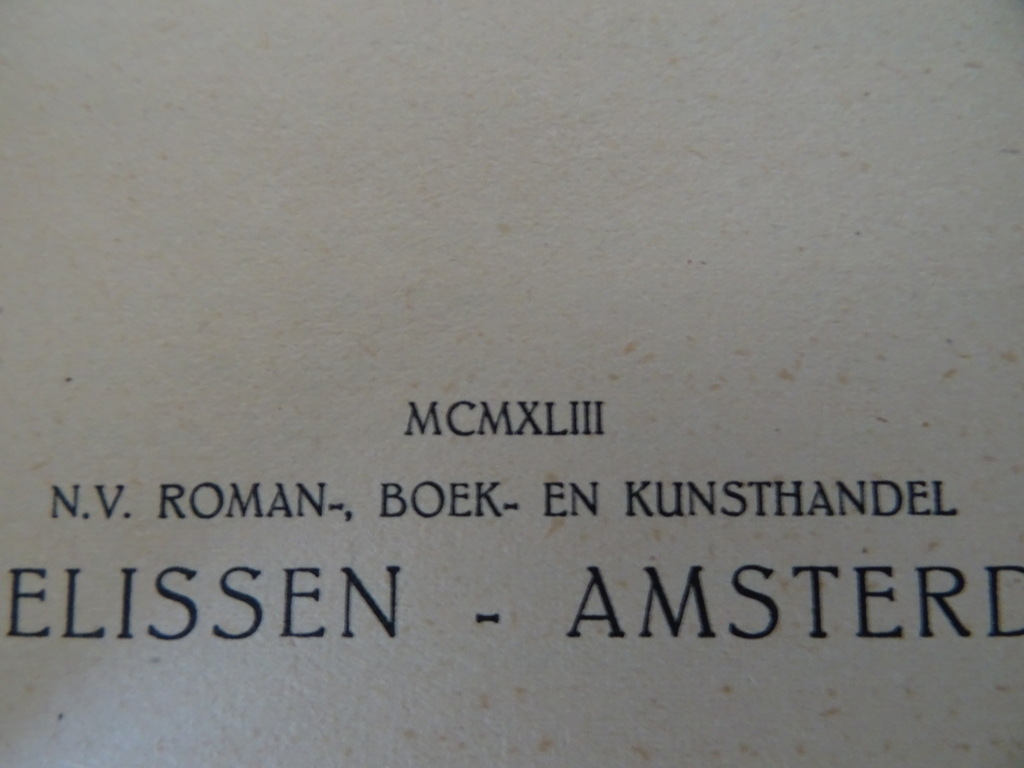 MCMXLIII
N.V. ROMAN-, BOEK- EN KUNSTHANDEL
ELISSEN - AMSTERD